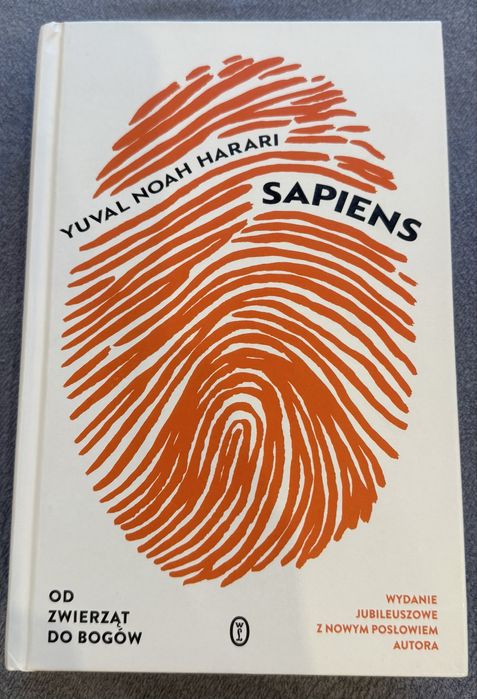 YUVAL NOAH HARARI
SAPIENS
OD
ZWIERZĄT
DO BOGÓW
WYDANIE
JUBILEUSZOWE
Z NOWYM POSŁOWIEM
AUTORA